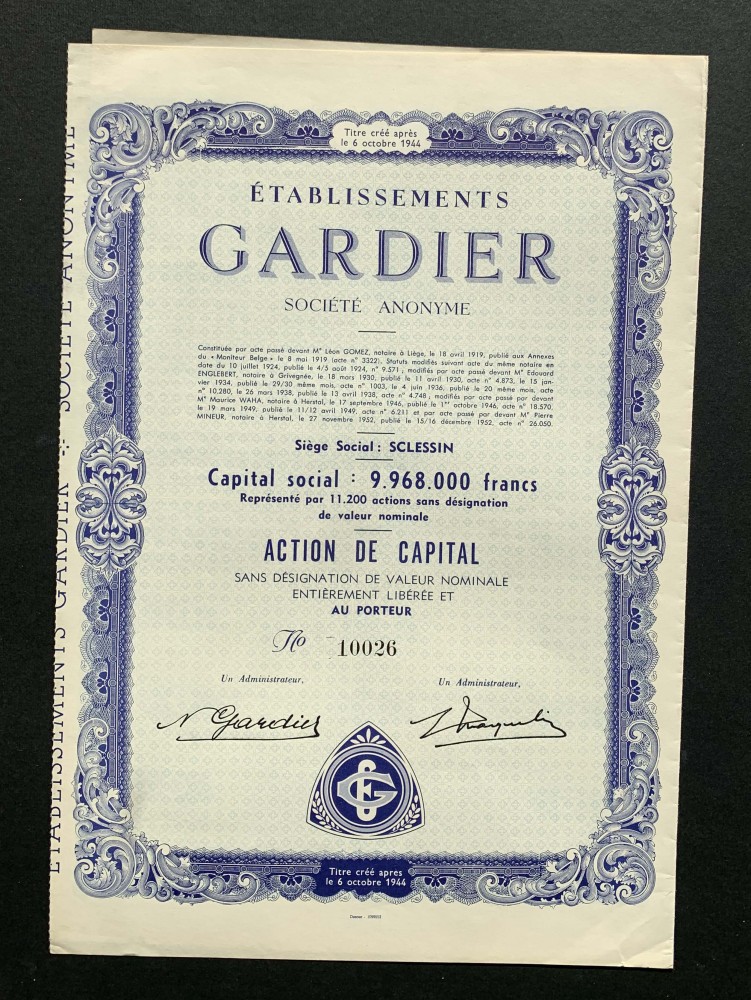 Titre créé après
le 6 octobre 1944
ÉTABLISSEMENTS
GARDIER
SOCIÉTÉ ANONYME
Constituée par acte passé devant Mᵉ Léon GOMEZ, notaire à Liège, le 18 avril 1919, publié aux Annexes
du « Moniteur Belge » le 8 mai 1919 (acte n° 3322). Statuts modifiés suivant acte du même notaire en
date du 10 juillet 1924, publié le 4/5 août 1924, n° 9.571 ; modifiés par acte passé devant Mᵉ Edouard
ENGLEBERT, notaire à Grivegnée, le 18 mars 1930, publié le 11 avril 1930, acte n° 4.873, le 15 jan-
vier 1934, publié le 29/30 même mois, acte n° 1003, le 4 juin 1936, publié le 20 même mois, acte
n° 10.280, le 26 mars 1938, publié le 13 avril 1938, acte n° 4.748 ; modifiés par acte passé par devant
Mᵉ Maurice WAHA, notaire à Herstal, le 17 septembre 1946, publié le 1ᵉʳ octobre 1946, acte n° 18.570,
le 19 mars 1949, publié le 11/12 avril 1949, acte n° 6.211 et par acte passé par devant Mᵉ Pierre
MINEUR, notaire à Herstal, le 27 novembre 1952, publié le 15/16 décembre 1952, acte n° 26.050.
Siège Social : SCLESSIN
Capital social : 9.968.000 francs
Représenté par 11.200 actions sans désignation
de valeur nominale
ACTION DE CAPITAL
SANS DÉSIGNATION DE VALEUR NOMINALE
ENTIÈREMENT LIBÉRÉE ET
AU PORTEUR
No 10026
Un Administrateur,
Un Administrateur,
N Gardier
EG
Titre créé après
le 6 octobre 1944
ÉTABLISSEMENTS GARDIER ÷ SOCIÉTÉ ANONYME